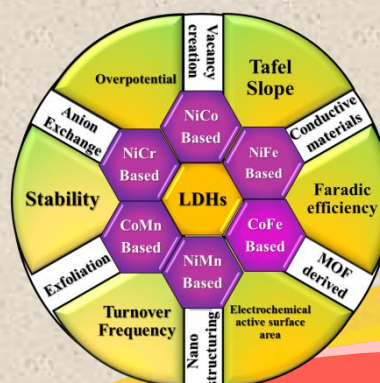 Vacancy
creation
Overpotential
Tafel
Slope
Anion
Exchange
NiCo
Based
Conductive
materials
NiCr
Based
NiFe
Based
Stability
LDHs
Faradic
efficiency
CoMn
Based
CoFe
Based
Exfoliation
NiMn
Based
MOF
derived
Turnover
Frequency
Nano
structuring
Electrochemical
active surface
area